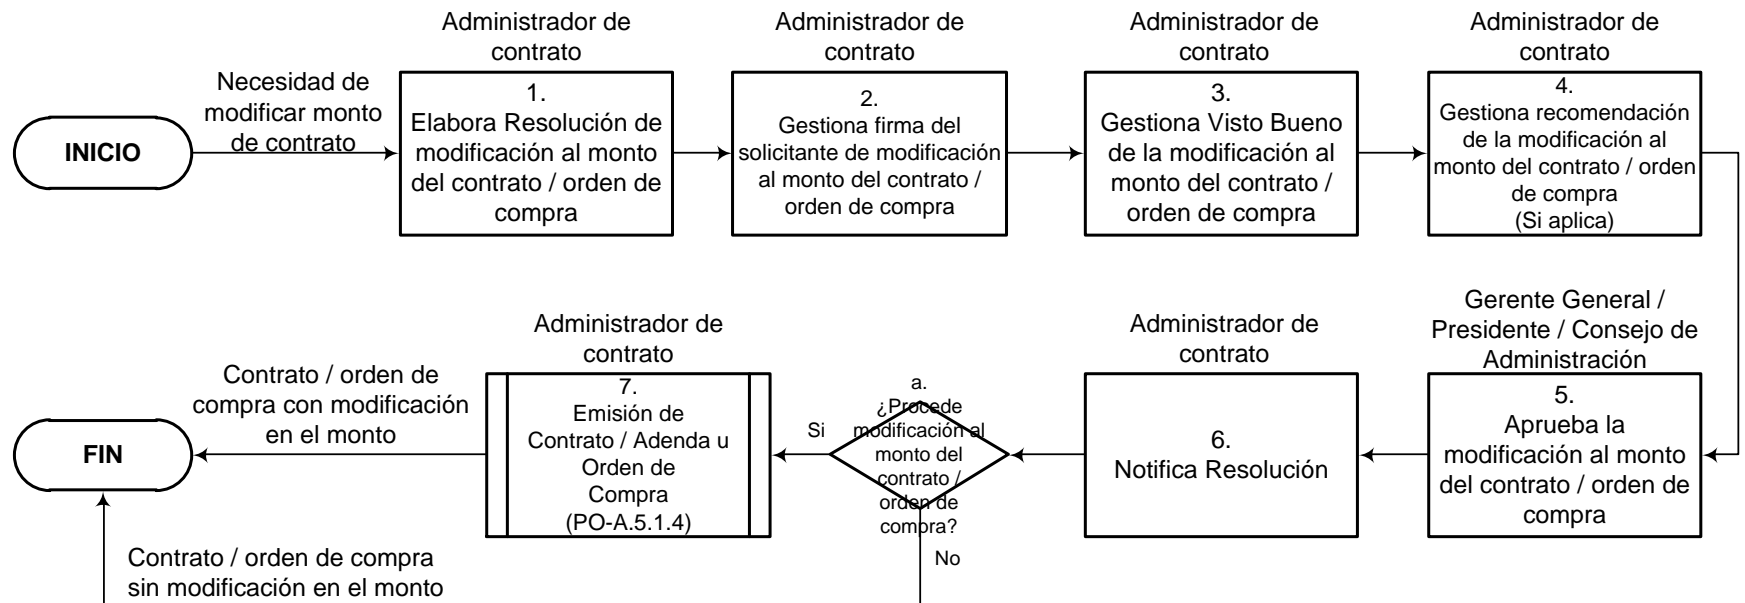 Administrador de
contrato
Administrador de
contrato
Administrador de
contrato
Administrador de
contrato
INICIO
Necesidad de
modificar monto
de contrato
1.
Elabora Resolución de
modificación al monto
del contrato / orden de
compra
2.
Gestiona firma del
solicitante de modificación
al monto del contrato /
orden de compra
3.
Gestiona Visto Bueno
de la modificación al
monto del contrato /
orden de compra
4.
Gestiona recomendación
de la modificación al
monto del contrato / orden
de compra
(Si aplica)
Gerente General /
Presidente / Consejo de
Administración
5.
Aprueba la
modificación al monto
del contrato / orden de
compra
Administrador de
contrato
6.
Notifica Resolución
a.
¿Procede
modificación al
monto del
contrato /
orden de
compra?
Si
No
Administrador de
contrato
7.
Emisión de
Contrato / Adenda u
Orden de
Compra
(PO-A.5.1.4)
Contrato / orden de
compra con modificación
en el monto
FIN
Contrato / orden de compra
sin modificación en el monto